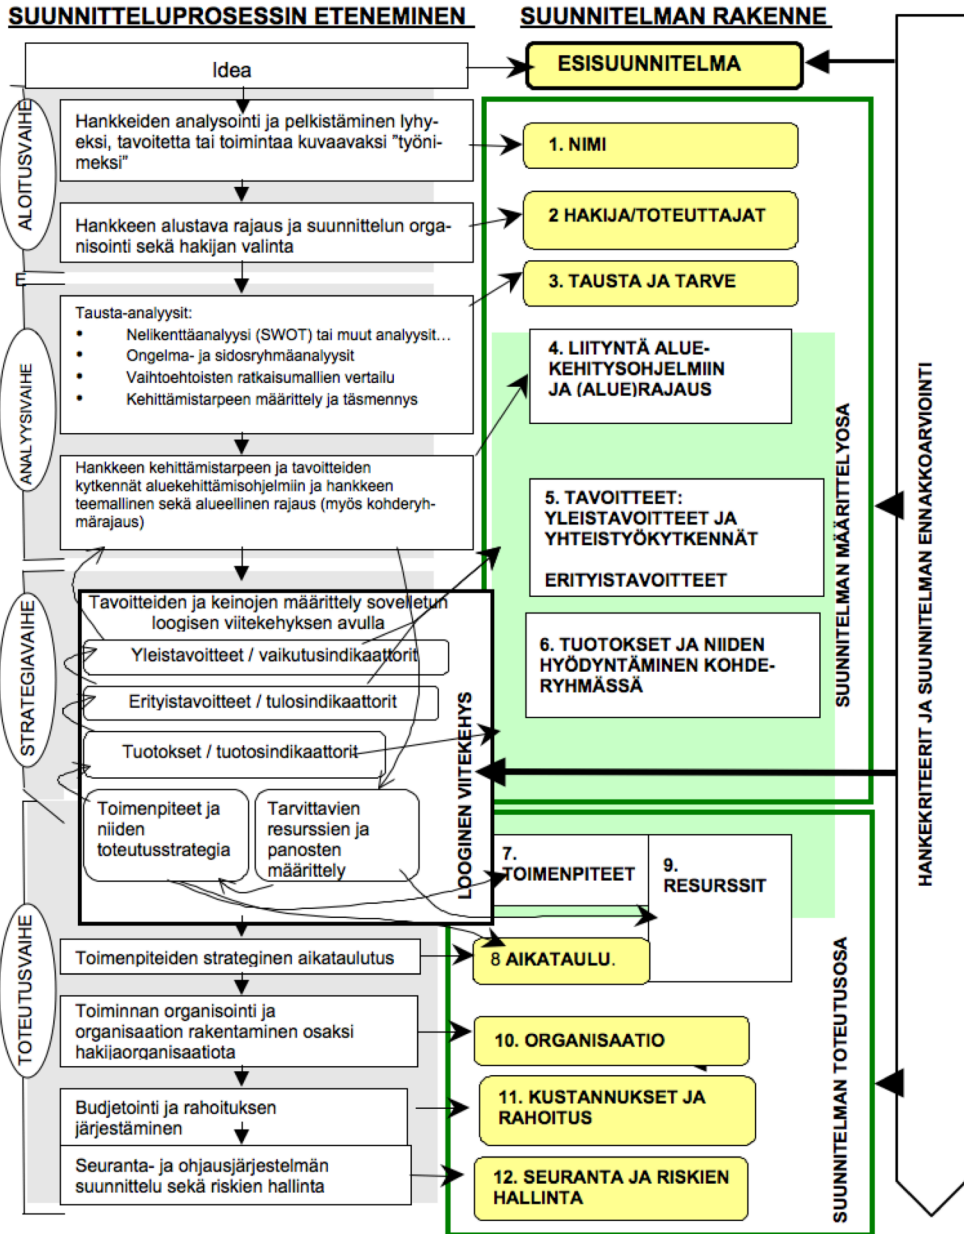 SUUNNITTELUPROSESSIN ETENEMINEN
SUUNNITELMAN RAKENNE
Idea
ESISUUNNITELMA
ALOITUSVAIHE
Hankkeiden analysointi ja pelkistäminen lyhy-
eksi, tavoitetta tai toimintaa kuvaavaksi ”työni-
meksi”
1. NIMI
Hankkeen alustava rajaus ja suunnittelun orga-
nisointi sekä hakijan valinta
2 HAKIJA/TOTEUTTAJAT
E
3. TAUSTA JA TARVE
ANALYYSIVAIHE
Tausta-analyysit:
• Nelikenttäanalyysi (SWOT) tai muut analyysit…
• Ongelma- ja sidosryhmäanalyysit
• Vaihtoehtoisten ratkaisumallien vertailu
• Kehittämistarpeen määrittely ja täsmennys
4. LIITYNTÄ ALUE-
KEHITYSOHJELMIIN
JA (ALUE)RAJAUS
Hankkeen kehittämistarpeen ja tavoitteiden
kytkennät aluekehittämisohjelmiin ja hankkeen
teemallinen sekä alueellinen rajaus (myös kohderyh-
märajaus)
5. TAVOITTEET:
YLEISTAVOITTEET JA
YHTEISTYÖKYTKENNÄT
ERITYISTAVOITTEET
STRATEGIAVAIHE
Tavoitteiden ja keinojen määrittely sovelletun
loogisen viitekehyksen avulla
Yleistavoitteet / vaikutusindikaattorit
Erityistavoitteet / tulosindikaattorit
Tuotokset / tuotosindikaattorit
Toimenpiteet ja
niiden
toteutusstrategia
Tarvittavien
resurssien ja
panosten
määrittely
LOOGINEN VIITEKEHYS
6. TUOTOKSET JA NIIDEN
HYÖDYNTÄMINEN KOHDE-
RYHMÄSSÄ
SUUNNITELMAN MÄÄRITTELYOSA
HANKEKRITEERIT JA SUUNNITELMAN ENNAKKOARVIOINTI
7.
TOIMENPITEET
9.
RESURSSIT
TOTEUTUSVAIHE
Toimenpiteiden strateginen aikataulutus
8 AIKATAULU.
Toiminnan organisointi ja
organisaation rakentaminen osaksi
hakijaorganisaatiota
10. ORGANISAATIO
Budjetointi ja rahoituksen
järjestäminen
11. KUSTANNUKSET JA
RAHOITUS
Seuranta- ja ohjausjärjestelmän
suunnittelu sekä riskien hallinta
12. SEURANTA JA RISKIEN
HALLINTA
SUUNNITELMAN TOTEUTUSOSA